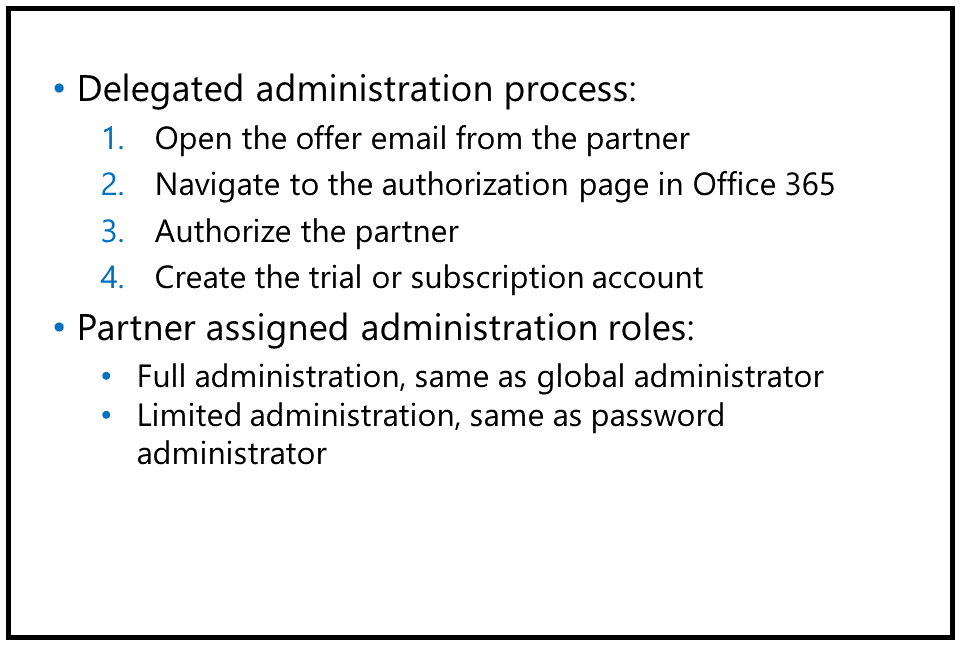 • Delegated administration process:
1. Open the offer email from the partner
2. Navigate to the authorization page in Office 365
3. Authorize the partner
4. Create the trial or subscription account
• Partner assigned administration roles:
• Full administration, same as global administrator
• Limited administration, same as password
administrator